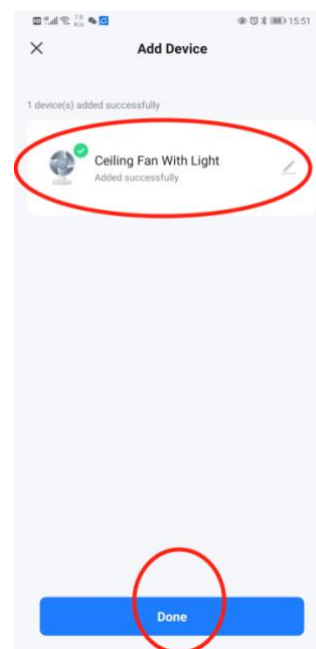 15:51
Add Device
1 device(s) added successfully
Ceiling Fan With Light
Added successfully
Done